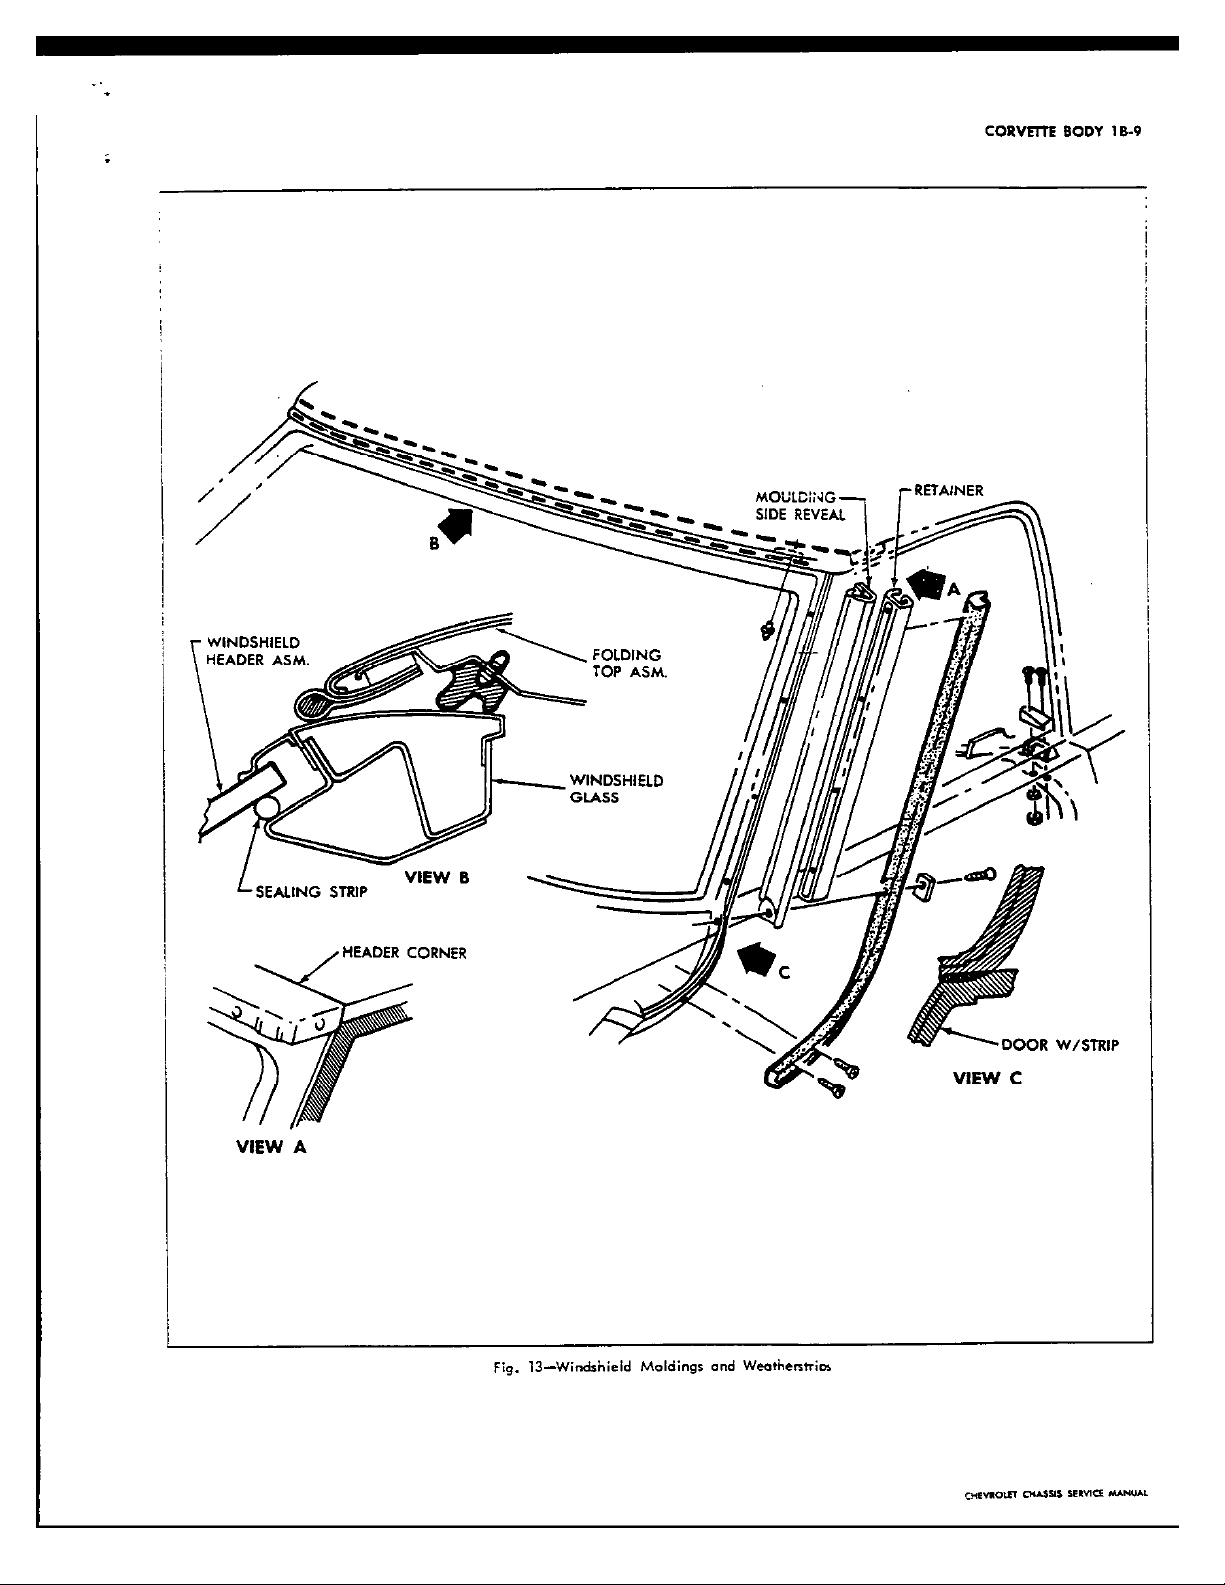 CORVETTE BODY 1B-9
MOULDING
SIDE REVEAL
RETAINER
B
A
WINDSHIELD
HEADER ASM.
FOLDING
TOP ASM.
WINDSHIELD
GLASS
VIEW B
SEALING STRIP
HEADER CORNER
C
DOOR W/STRIP
VIEW C
VIEW A
Fig. 13—Windshield Moldings and Weatherstrips
CHEVROLET CHASSIS SERVICE MANUAL